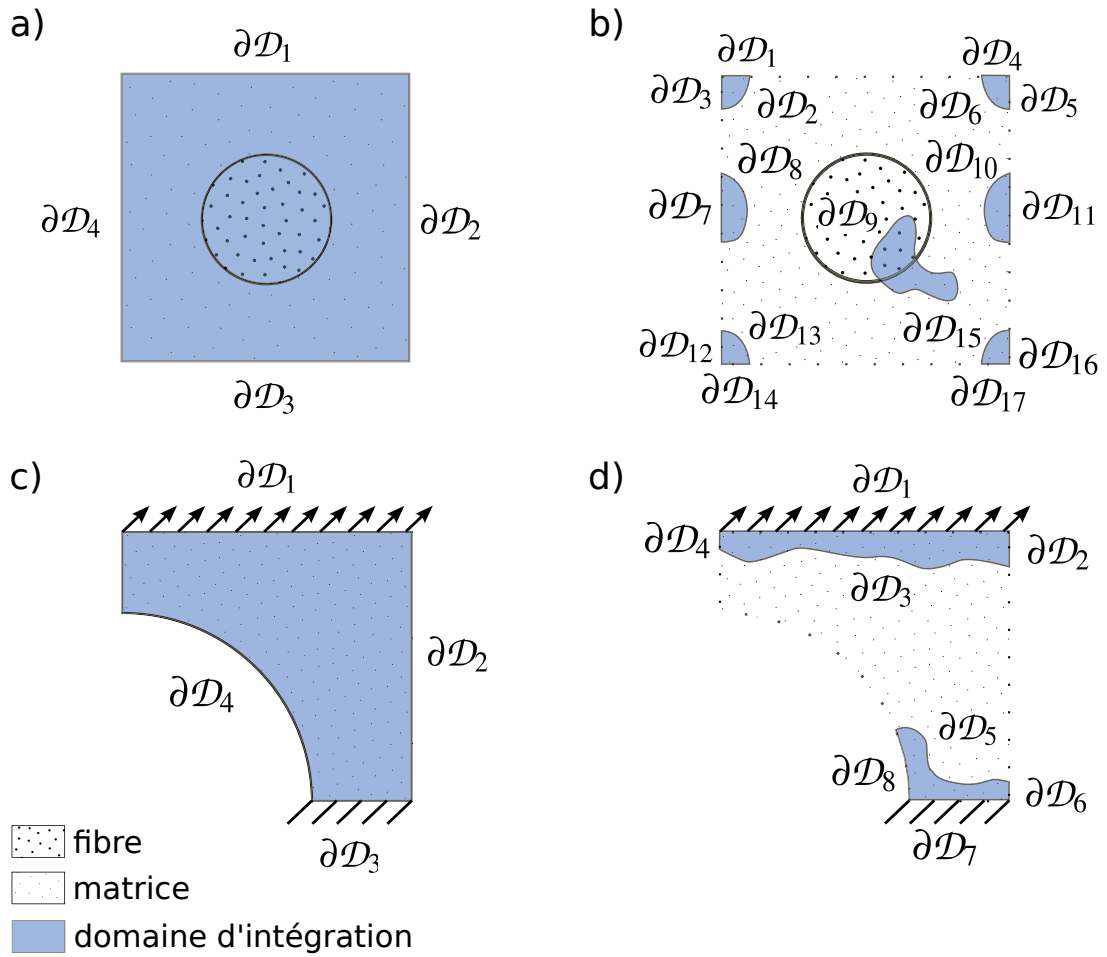 a)
∂𝒟₁
∂𝒟₄
∂𝒟₂
∂𝒟₃
b)
∂𝒟₁
∂𝒟₄
∂𝒟₃
∂𝒟₂
∂𝒟₆
∂𝒟₅
∂𝒟₈
∂𝒟₁₀
∂𝒟₇
∂𝒟₉
∂𝒟₁₁
∂𝒟₁₂
∂𝒟₁₃
∂𝒟₁₅
∂𝒟₁₆
∂𝒟₁₄
∂𝒟₁₇
c)
∂𝒟₁
∂𝒟₂
∂𝒟₄
∂𝒟₃
d)
∂𝒟₁
∂𝒟₄
∂𝒟₂
∂𝒟₃
∂𝒟₅
∂𝒟₈
∂𝒟₆
∂𝒟₇
fibre
matrice
domaine d'intégration